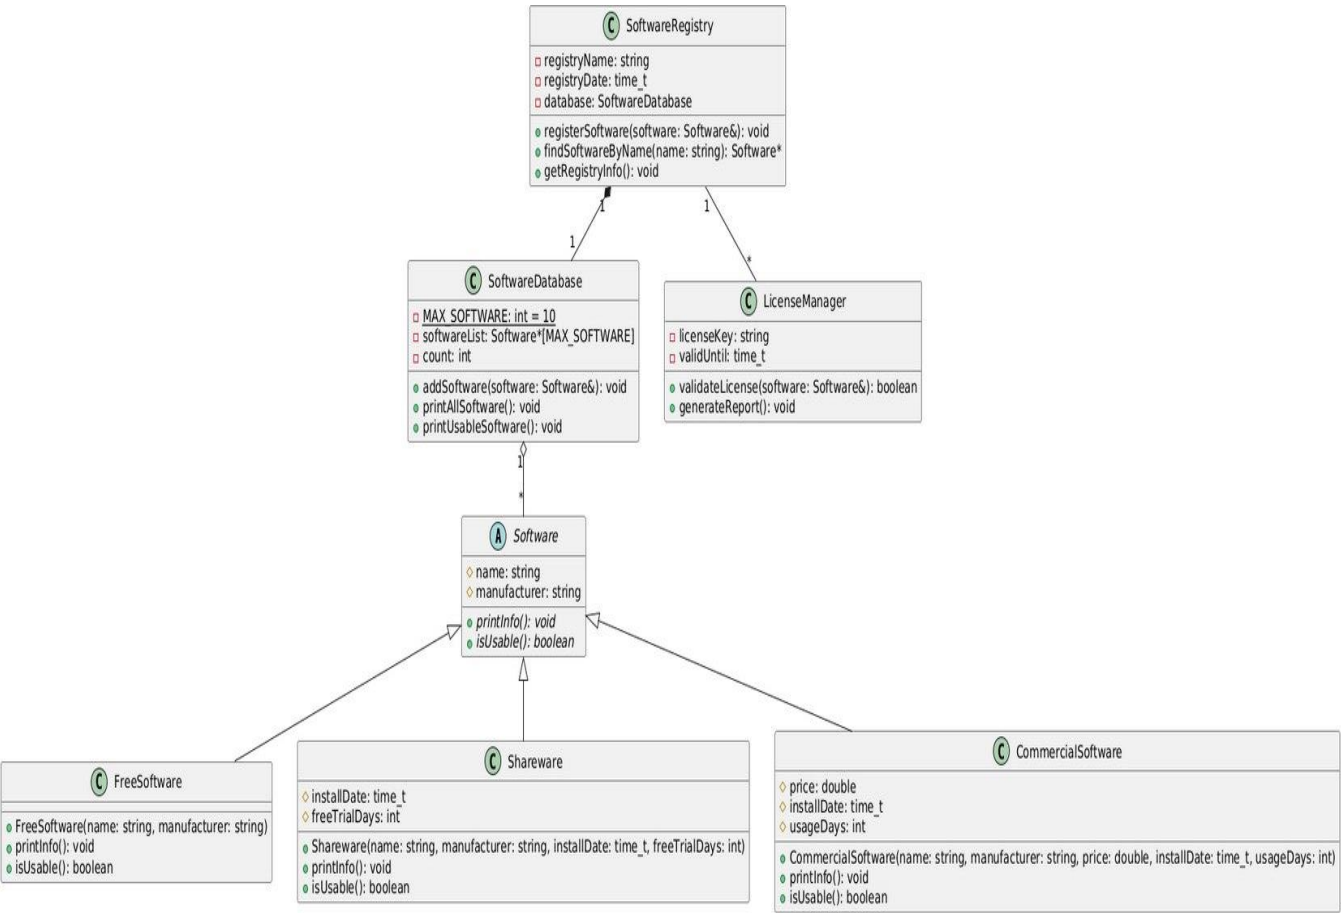 C SoftwareRegistry
registryName: string
registryDate: time_t
database: SoftwareDatabase
registerSoftware(software: Software&): void
findSoftwareByName(name: string): Software*
getRegistryInfo(): void
1
1
1
*
C SoftwareDatabase
MAX_SOFTWARE: int = 10
softwareList: Software*[MAX_SOFTWARE]
count: int
addSoftware(software: Software&): void
printAllSoftware(): void
printUsableSoftware(): void
C LicenseManager
licenseKey: string
validUntil: time_t
validateLicense(software: Software&): boolean
generateReport(): void
1
*
A Software
name: string
manufacturer: string
printInfo(): void
isUsable(): boolean
C FreeSoftware
FreeSoftware(name: string, manufacturer: string)
printInfo(): void
isUsable(): boolean
C Shareware
installDate: time_t
freeTrialDays: int
Shareware(name: string, manufacturer: string, installDate: time_t, freeTrialDays: int)
printInfo(): void
isUsable(): boolean
C CommercialSoftware
price: double
installDate: time_t
usageDays: int
CommercialSoftware(name: string, manufacturer: string, price: double, installDate: time_t, usageDays: int)
printInfo(): void
isUsable(): boolean